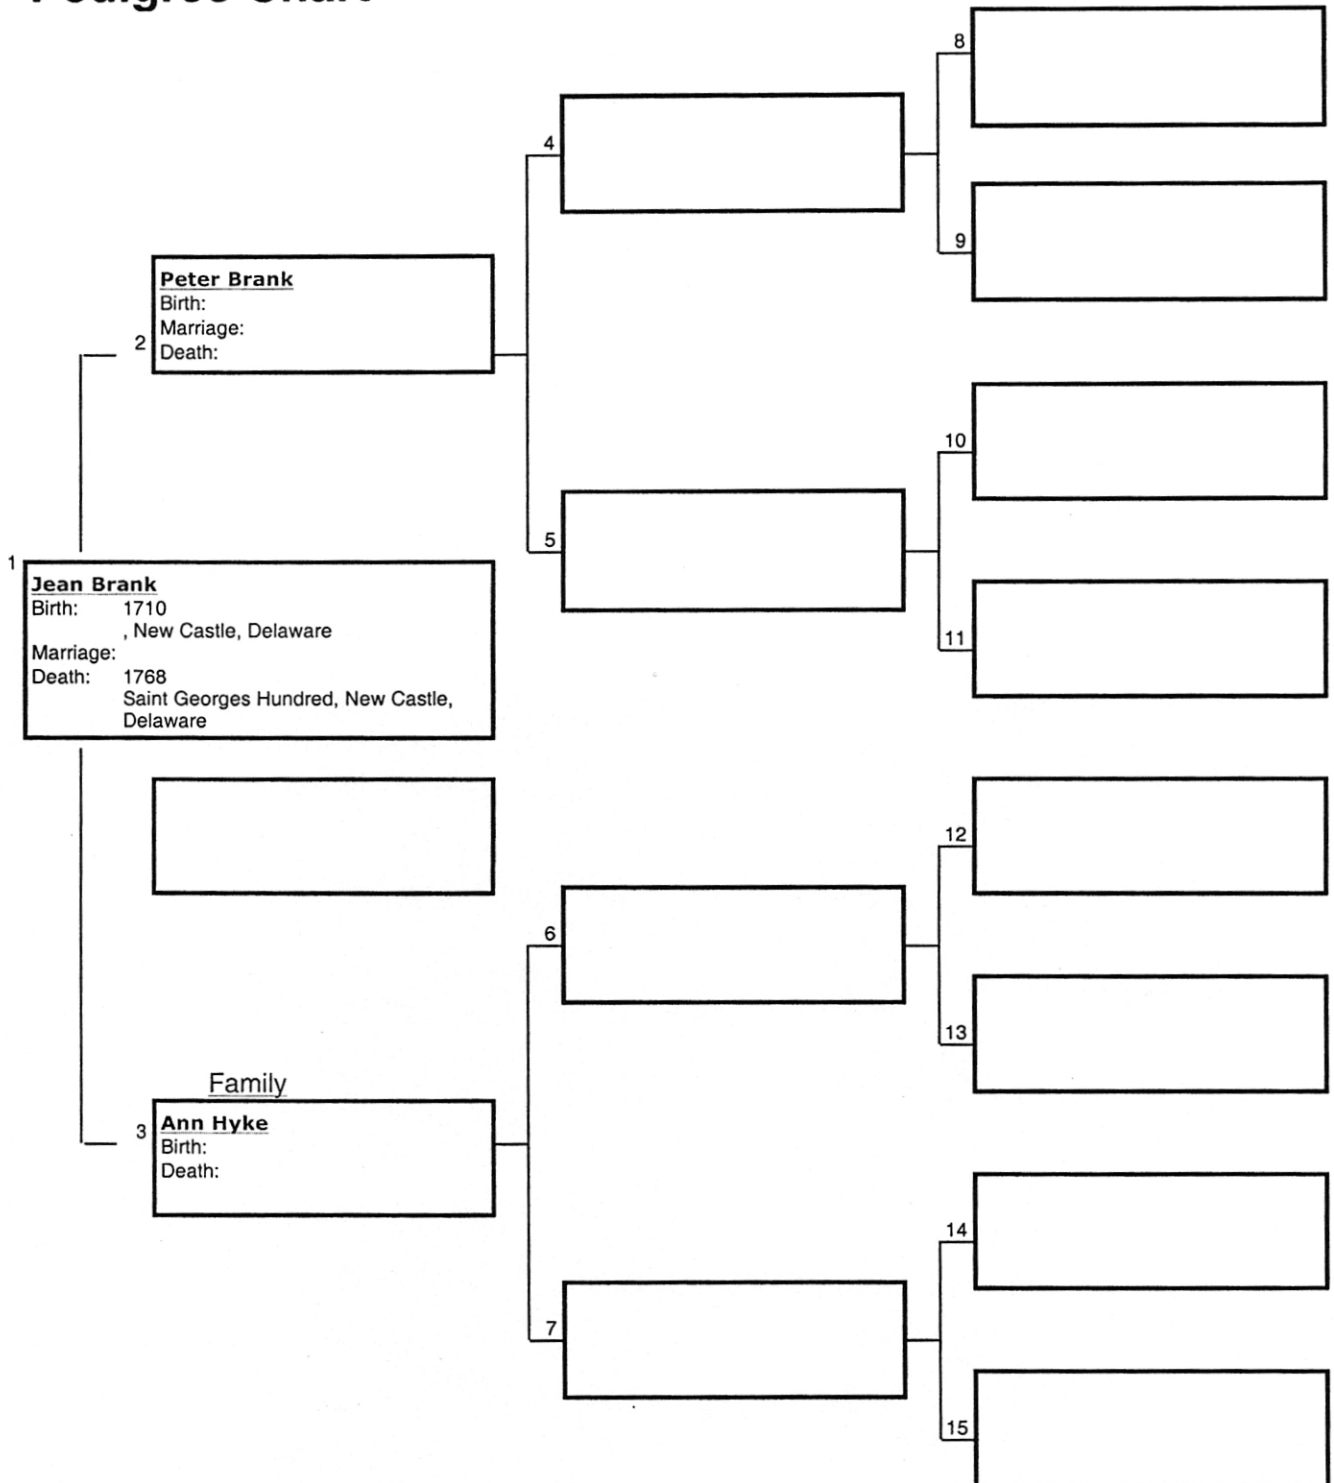 8
4
9
Peter Brank
Birth:
Marriage:
2 Death:
10
5
1
Jean Brank
Birth: 1710
, New Castle, Delaware
Marriage:
Death: 1768
Saint Georges Hundred, New Castle,
Delaware
11
12
6
13
Family
3 Ann Hyke
Birth:
Death:
14
7
15